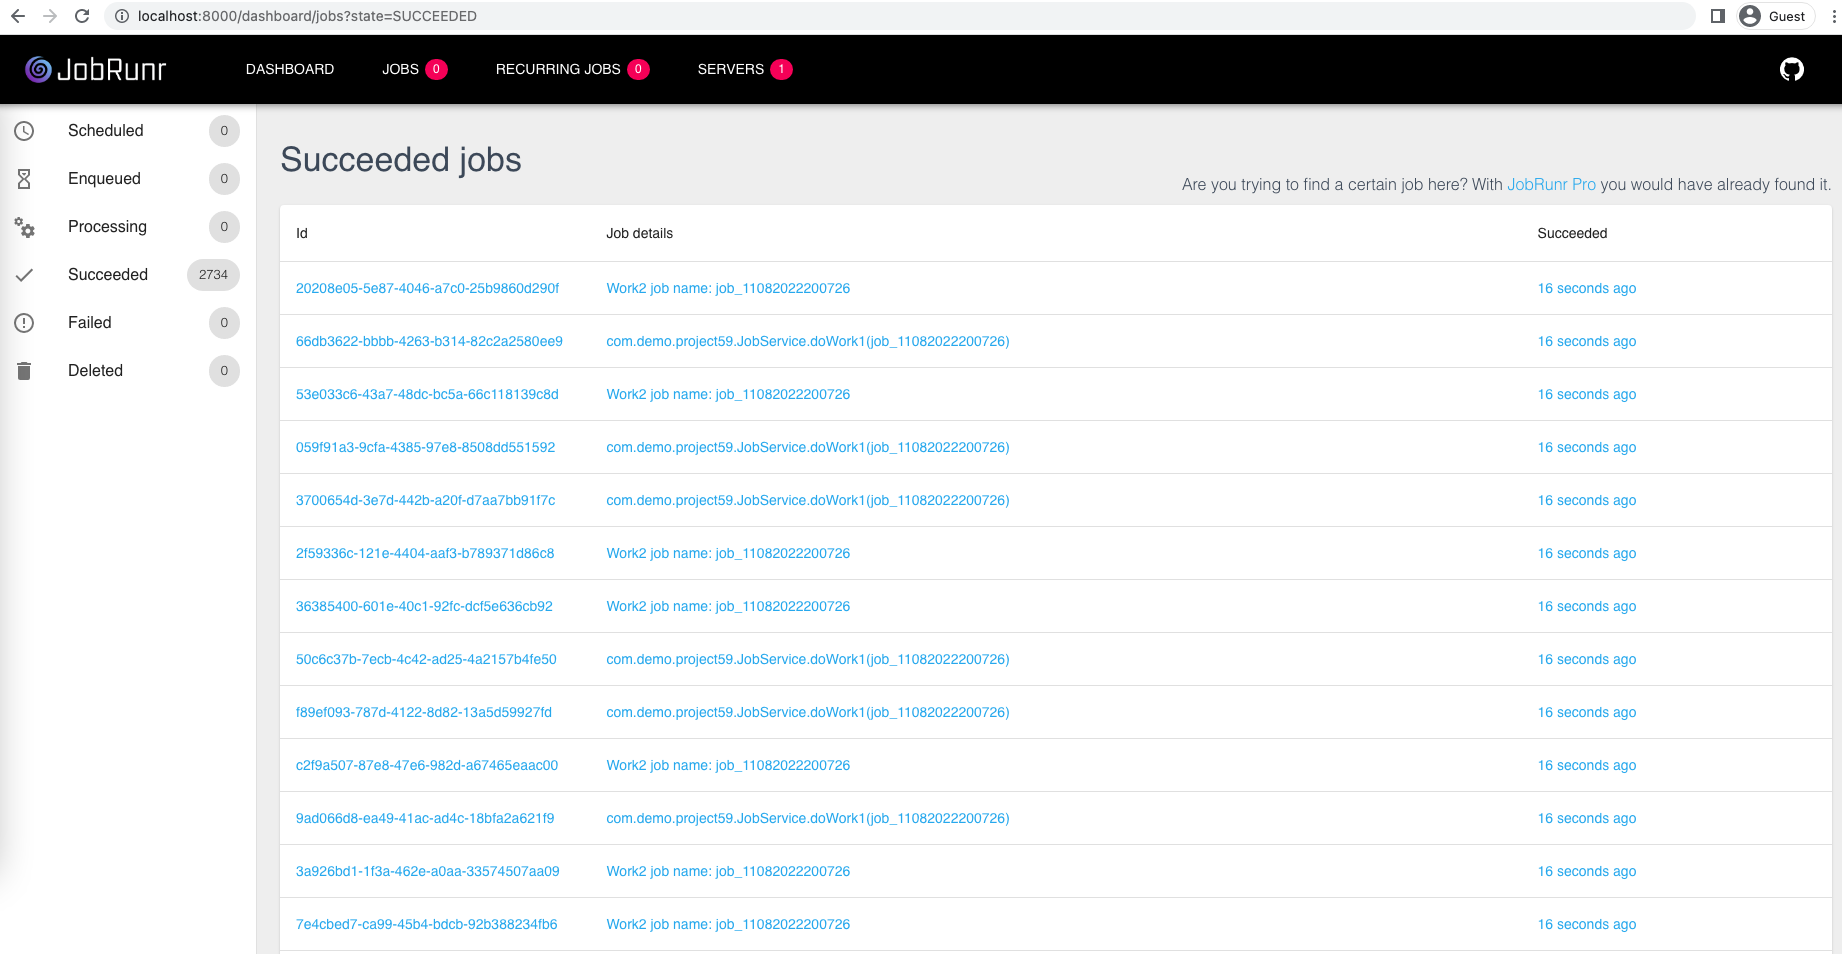 localhost:8000/dashboard/jobs?state=SUCCEEDED Guest
JobRunr DASHBOARD JOBS 0 RECURRING JOBS 0 SERVERS 1
Scheduled 0
Enqueued 0
Processing 0
Succeeded 2734
Failed 0
Deleted 0
Succeeded jobs
Are you trying to find a certain job here? With JobRunr Pro you would have already found it.
Id Job details Succeeded
20208e05-5e87-4046-a7c0-25b9860d290f Work2 job name: job_11082022200726 16 seconds ago
66db3622-bbbb-4263-b314-82c2a2580ee9 com.demo.project59.JobService.doWork1(job_11082022200726) 16 seconds ago
53e033c6-43a7-48dc-bc5a-66c118139c8d Work2 job name: job_11082022200726 16 seconds ago
059f91a3-9cfa-4385-97e8-8508dd551592 com.demo.project59.JobService.doWork1(job_11082022200726) 16 seconds ago
3700654d-3e7d-442b-a20f-d7aa7bb91f7c com.demo.project59.JobService.doWork1(job_11082022200726) 16 seconds ago
2f59336c-121e-4404-aaf3-b789371d86c8 Work2 job name: job_11082022200726 16 seconds ago
36385400-601e-40c1-92fc-dcf5e636cb92 Work2 job name: job_11082022200726 16 seconds ago
50c6c37b-7ecb-4c42-ad25-4a2157b4fe50 com.demo.project59.JobService.doWork1(job_11082022200726) 16 seconds ago
f89ef093-787d-4122-8d82-13a5d59927fd com.demo.project59.JobService.doWork1(job_11082022200726) 16 seconds ago
c2f9a507-87e8-47e6-982d-a67465eaac00 Work2 job name: job_11082022200726 16 seconds ago
9ad066d8-ea49-41ac-ad4c-18bfa2a621f9 com.demo.project59.JobService.doWork1(job_11082022200726) 16 seconds ago
3a926bd1-1f3a-462e-a0aa-33574507aa09 Work2 job name: job_11082022200726 16 seconds ago
7e4cbed7-ca99-45b4-bdcb-92b388234fb6 Work2 job name: job_11082022200726 16 seconds ago